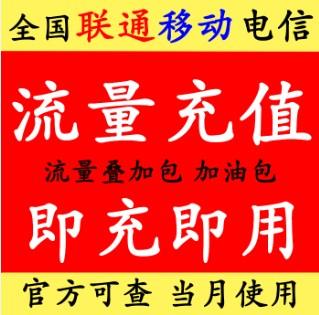 全国联通移动电信
流量充值
流量叠加包 加油包
即充即用
官方可查 当月使用